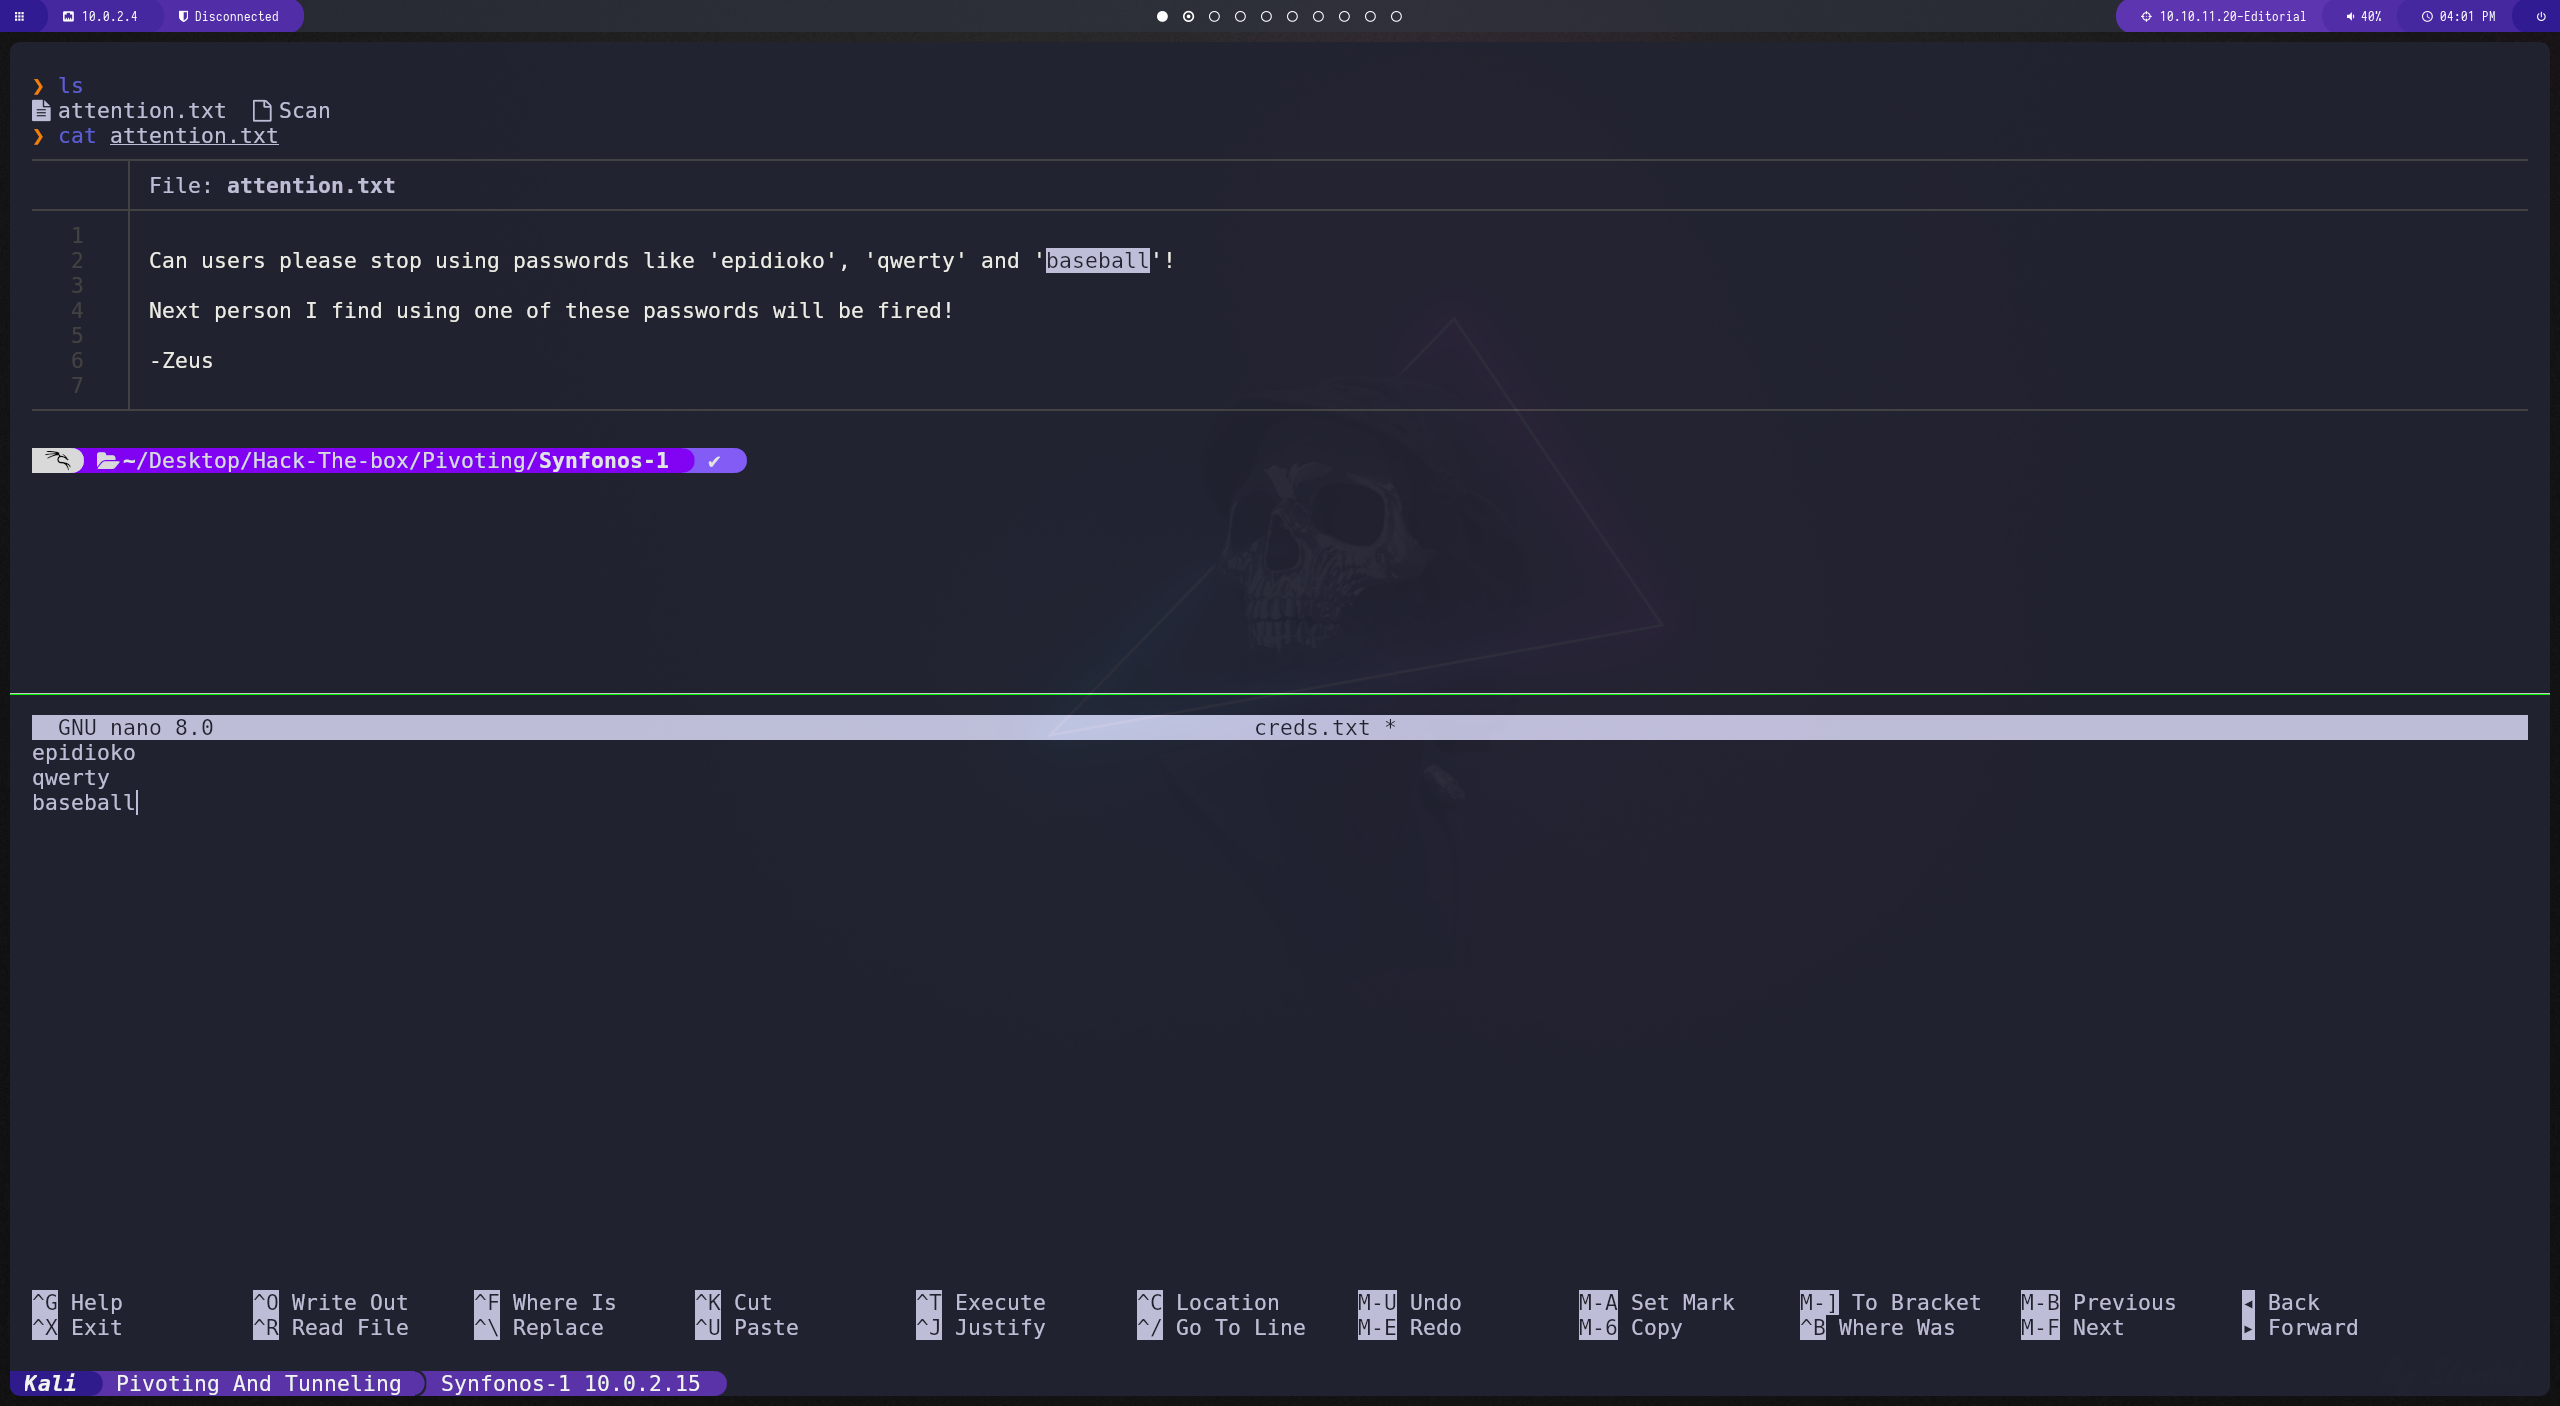 10.0.2.4 Disconnected 10.10.11.20-Editorial 40% 04:01 PM
❯ ls
attention.txt Scan
❯ cat attention.txt
File: attention.txt
1
2 Can users please stop using passwords like 'epidioko', 'qwerty' and 'baseball'!
3
4 Next person I find using one of these passwords will be fired!
5
6 -Zeus
7
~/Desktop/Hack-The-box/Pivoting/Synfonos-1 ✔
GNU nano 8.0 creds.txt *
epidioko
qwerty
baseball
^G Help ^O Write Out ^F Where Is ^K Cut ^T Execute ^C Location M-U Undo M-A Set Mark M-] To Bracket M-B Previous ◂ Back
^X Exit ^R Read File ^\ Replace ^U Paste ^J Justify ^/ Go To Line M-E Redo M-6 Copy ^B Where Was M-F Next ▸ Forward
Kali Pivoting And Tunneling Synfonos-1 10.0.2.15